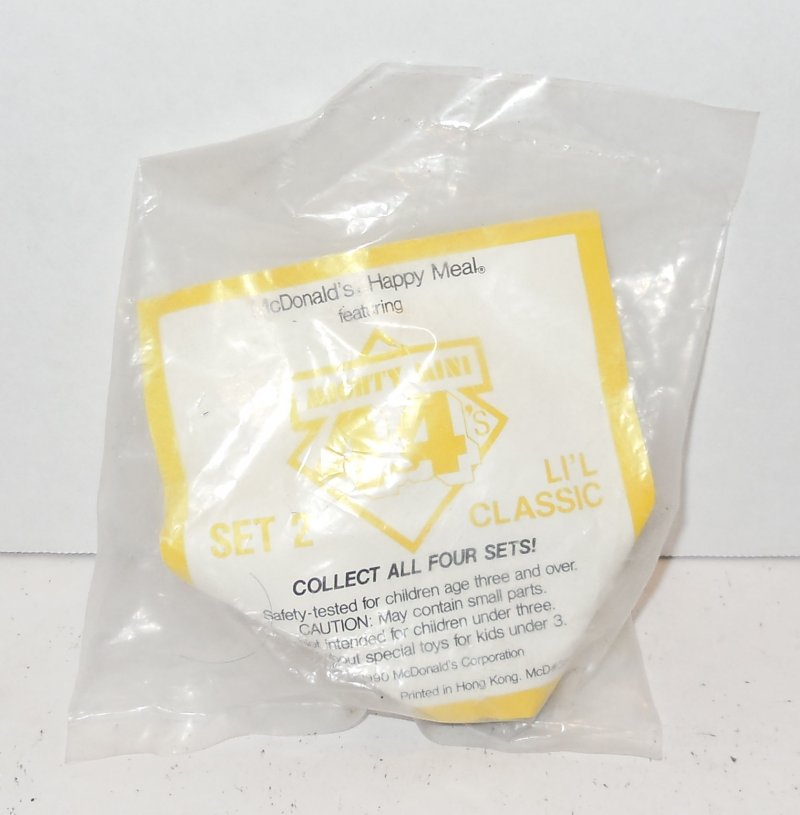 McDonald's® Happy Meal®
featuring
MIGHTY MINI
4x4's
SET 2
LI'L
CLASSIC
COLLECT ALL FOUR SETS!
Safety-tested for children age three and over.
CAUTION: May contain small parts.
Not intended for children under three.
special toys for kids under 3.
McDonald's Corporation
Printed in Hong Kong.